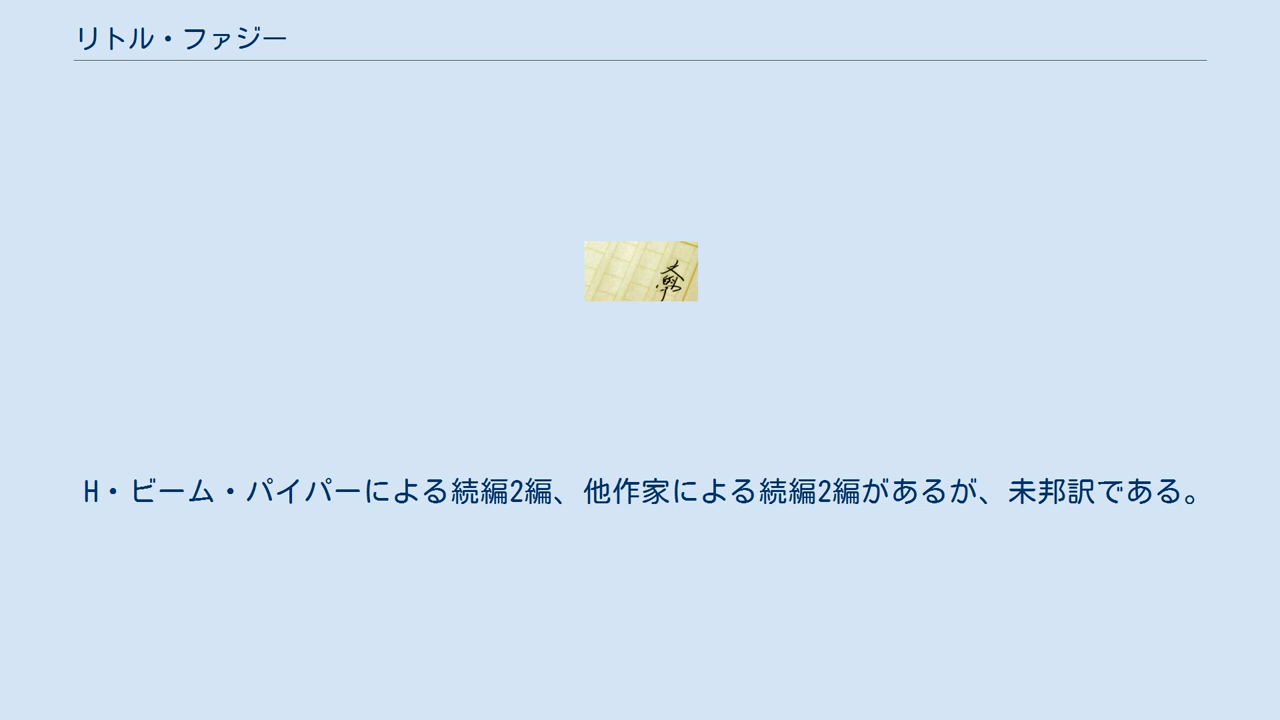 リトル・ファジー
H・ビーム・パイパーによる続編2編、他作家による続編2編があるが、未邦訳である。